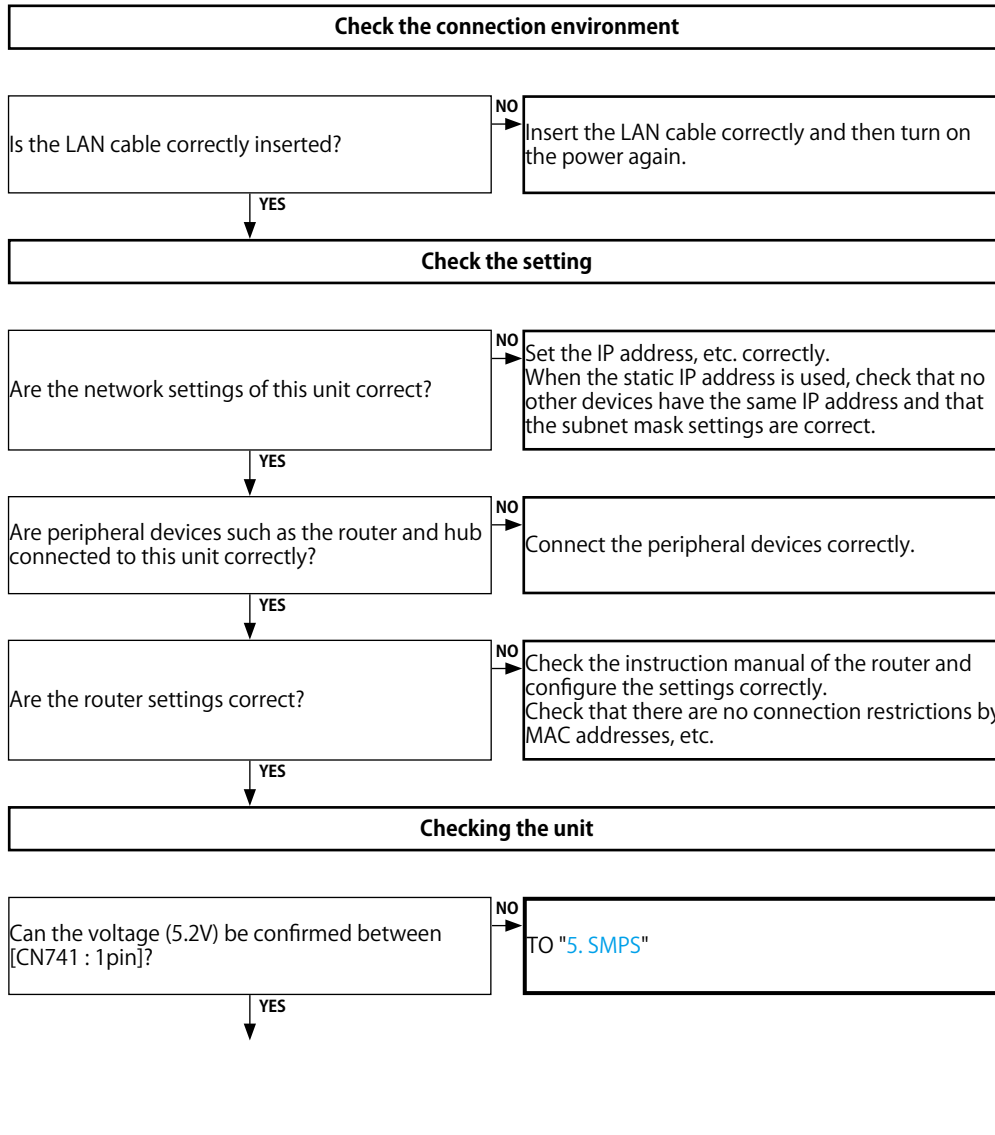 Check the connection environment
Is the LAN cable correctly inserted?
NO
Insert the LAN cable correctly and then turn on
the power again.
YES
Check the setting
Are the network settings of this unit correct?
NO
Set the IP address, etc. correctly.
When the static IP address is used, check that no
other devices have the same IP address and that
the subnet mask settings are correct.
YES
Are peripheral devices such as the router and hub
connected to this unit correctly?
NO
Connect the peripheral devices correctly.
YES
Are the router settings correct?
NO
Check the instruction manual of the router and
configure the settings correctly.
Check that there are no connection restrictions by
MAC addresses, etc.
YES
Checking the unit
Can the voltage (5.2V) be confirmed between
[CN741 : 1pin]?
NO
TO "5. SMPS"
YES